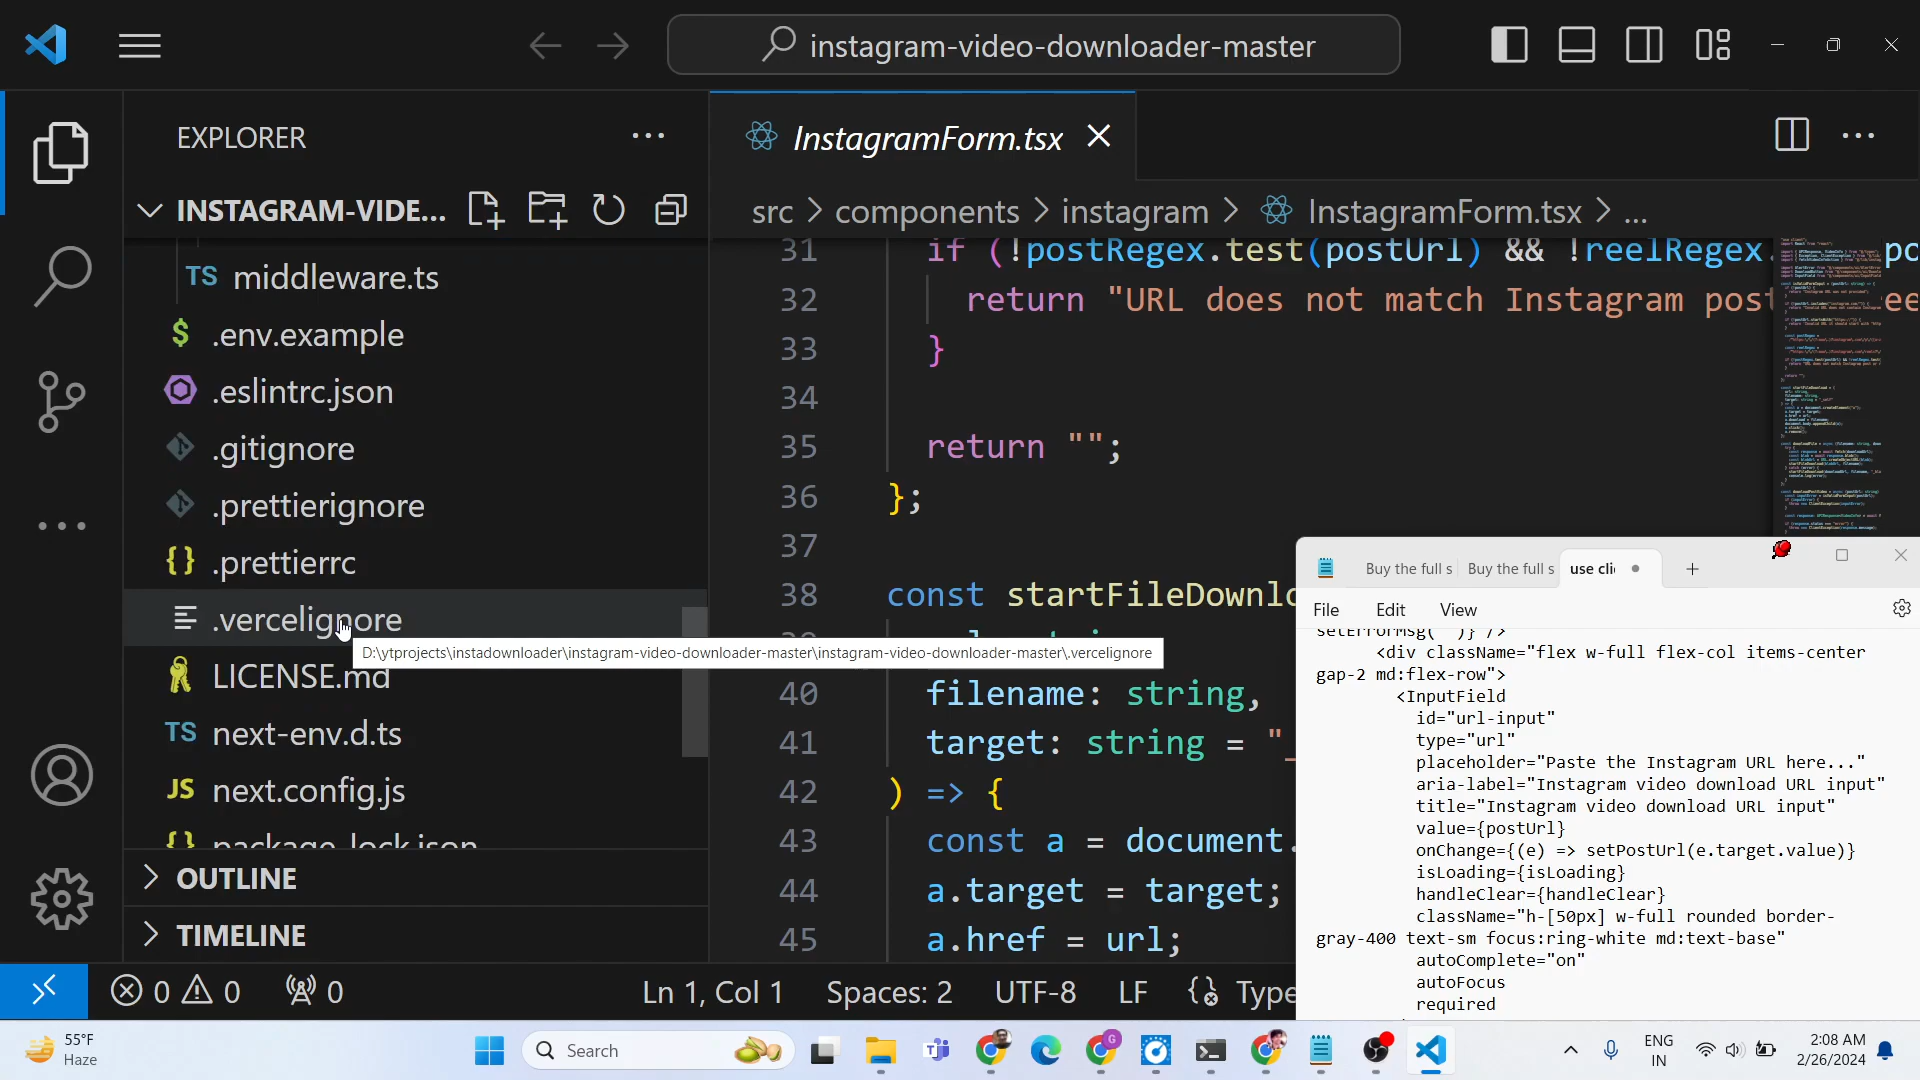 instagram-video-downloader-master
EXPLORER
INSTAGRAM-VIDE...
TS middleware.ts
$ .env.example
.eslintrc.json
.gitignore
.prettierignore
{} .prettierrc
.vercelignore
D:\ytprojects\instadownloader\instagram-video-downloader-master\instagram-video-downloader-master\.vercelignore
LICENSE.md
TS next-env.d.ts
JS next.config.js
{} package-lock.json
OUTLINE
TIMELINE
InstagramForm.tsx
src > components > instagram > InstagramForm.tsx > ...
31 if (!postRegex.test(postUrl) && !reelRegex.
32 return "URL does not match Instagram post
33 }
34
35 return "";
36 };
37
38 const startFileDownlo
40 filename: string,
41 target: string = "_
42 ) => {
43 const a = document.
44 a.target = target;
45 a.href = url;
Buy the full s
Buy the full s
use clie
File Edit View
setErrorMsg("")} />
<div className="flex w-full flex-col items-center
gap-2 md:flex-row">
<InputField
id="url-input"
type="url"
placeholder="Paste the Instagram URL here..."
aria-label="Instagram video download URL input"
title="Instagram video download URL input"
value={postUrl}
onChange={(e) => setPostUrl(e.target.value)}
isLoading={isLoading}
handleClear={handleClear}
className="h-[50px] w-full rounded border-
gray-400 text-sm focus:ring-white md:text-base"
autoComplete="on"
autoFocus
required
0 0 0
Ln 1, Col 1 Spaces: 2 UTF-8 LF Type
55°F
Haze
Search
ENG
IN
2:08 AM
2/26/2024